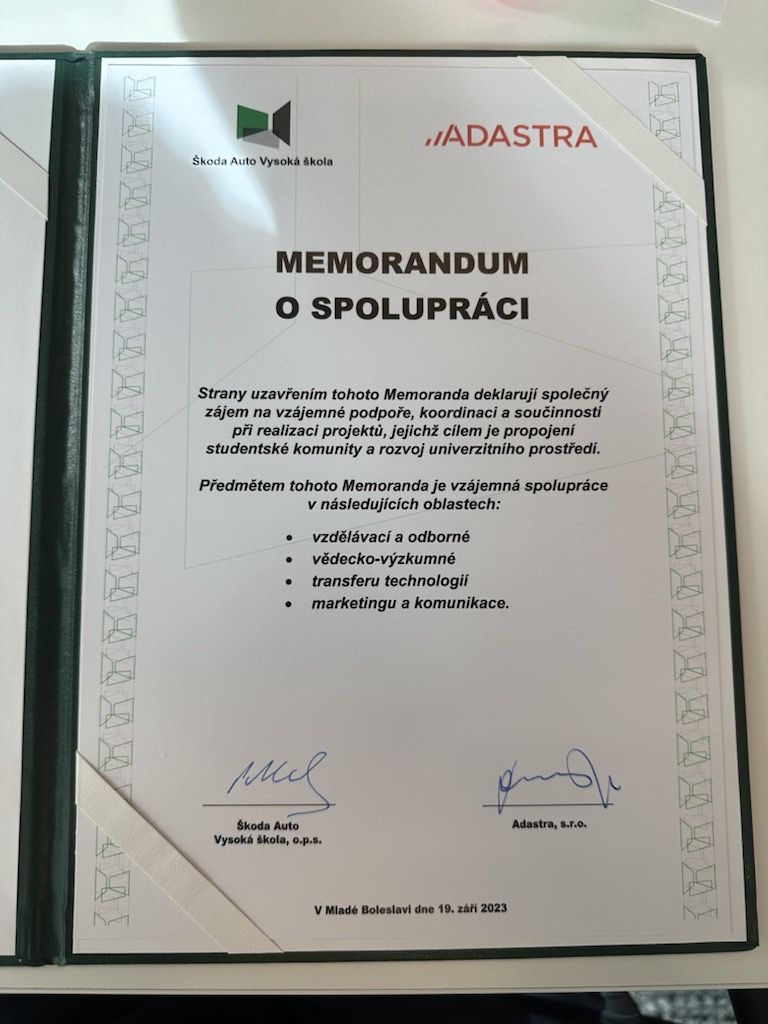 Škoda Auto Vysoká škola
ADASTRA
MEMORANDUM
O SPOLUPRÁCI
Strany uzavřením tohoto Memoranda deklarují společný
zájem na vzájemné podpoře, koordinaci a součinnosti
při realizaci projektů, jejichž cílem je propojení
studentské komunity a rozvoj univerzitního prostředí.
Předmětem tohoto Memoranda je vzájemná spolupráce
v následujících oblastech:
• vzdělávací a odborné
• vědecko-výzkumné
• transferu technologií
• marketingu a komunikace.
Škoda Auto
Vysoká škola, o.p.s.
Adastra, s.r.o.
V Mladé Boleslavi dne 19. září 2023